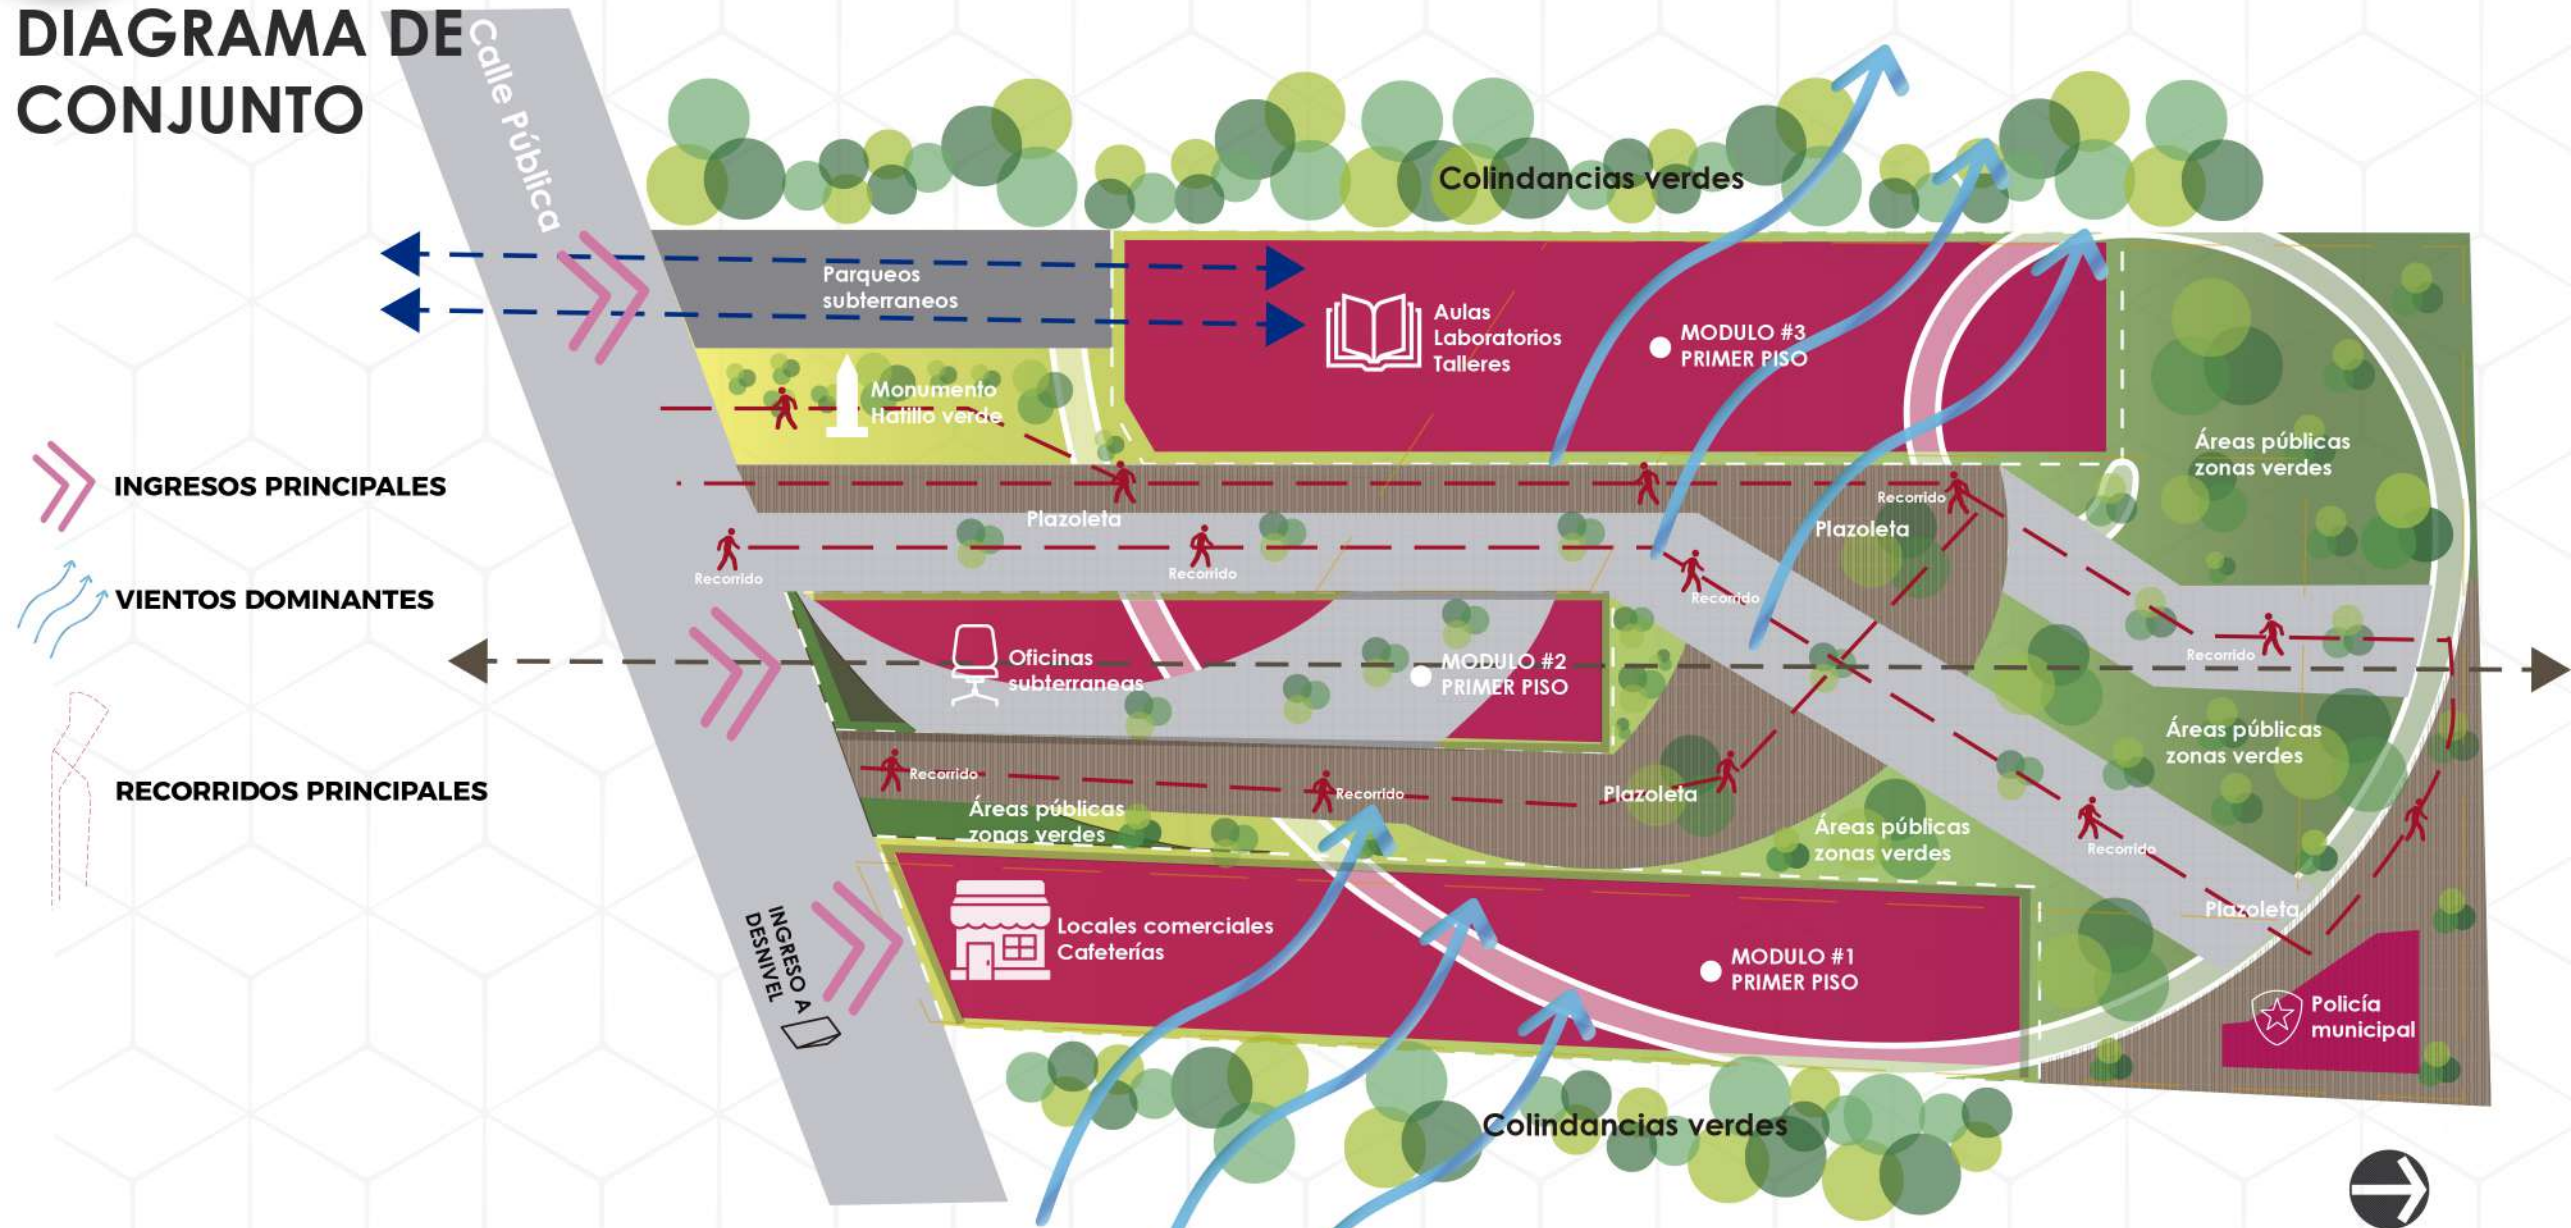 DIAGRAMA DE
CONJUNTO
Calle Pública
Colindancias verdes
Parqueos
subterraneos
Aulas
Laboratorios
Talleres
MODULO #3
PRIMER PISO
Monumento
Hatillo verde
Áreas públicas
zonas verdes
INGRESOS PRINCIPALES
Recorrido
Plazoleta
Plazoleta
Recorrido
Recorrido
Recorrido
VIENTOS DOMINANTES
Oficinas
subterraneas
MODULO #2
PRIMER PISO
Recorrido
Áreas públicas
zonas verdes
RECORRIDOS PRINCIPALES
Recorrido
Recorrido
Plazoleta
Áreas públicas
zonas verdes
Áreas públicas
zonas verdes
Recorrido
Plazoleta
INGRESO A
DESNIVEL
Locales comerciales
Cafeterías
MODULO #1
PRIMER PISO
Policía
municipal
Colindancias verdes